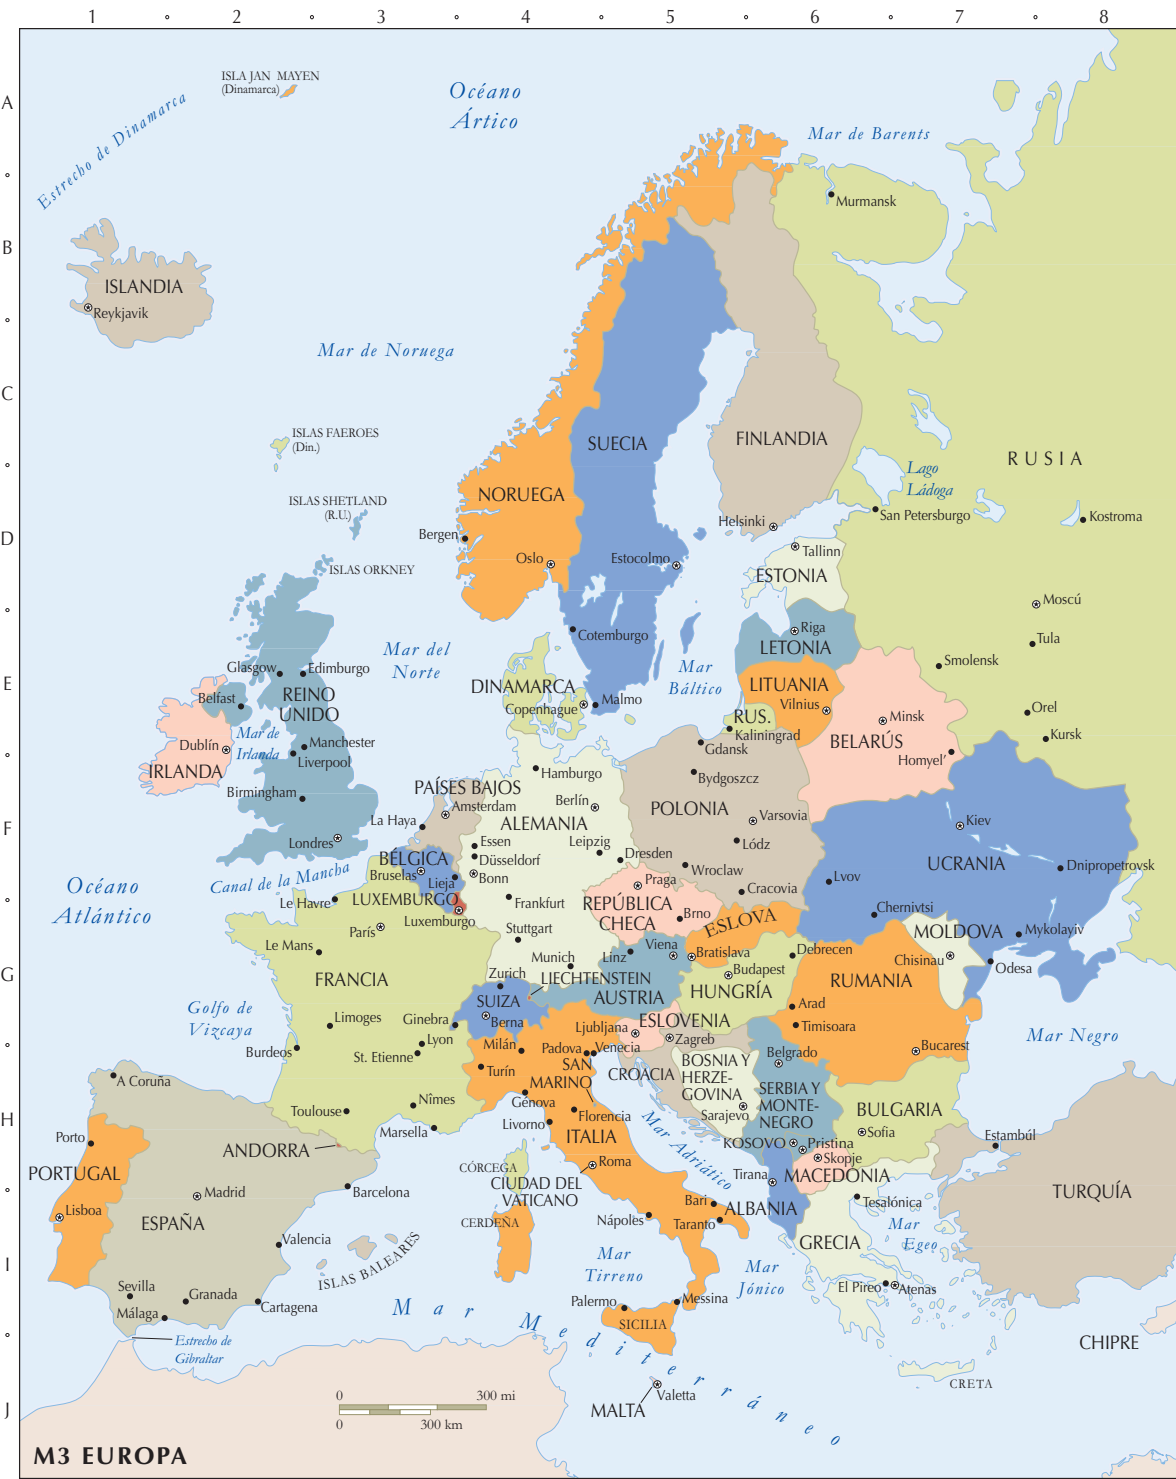 1 2 3 4 5 6 7 8
A
B
C
D
E
F
G
H
I
J
ISLA JAN MAYEN
(Dinamarca)
Océano
Ártico
Mar de Barents
Estrecho de Dinamarca
Murmansk
ISLANDIA
Reykjavik
Mar de Noruega
ISLAS FAEROES
(Din.)
SUECIA
FINLANDIA
RUSIA
Lago
Ládoga
NORUEGA
ISLAS SHETLAND
(R.U.)
San Petersburgo
Kostroma
Helsinki
Bergen
Oslo
Estocolmo
Tallinn
ESTONIA
ISLAS ORKNEY
Moscú
Riga
LETONIA
Cotemburgo
Tula
Mar del
Norte
Mar
Báltico
Smolensk
Glasgow
Edimburgo
REINO
UNIDO
Belfast
DINAMARCA
Copenhague
Malmo
LITUANIA
Vilnius
RUS.
Kaliningrad
Minsk
BELARÚS
Homyel’
Orel
Kursk
Mar de
Irlanda
Dublín
IRLANDA
Manchester
Liverpool
Birmingham
Londres
Gdansk
Bydgoszcz
Hamburgo
PAÍSES BAJOS
Amsterdam
La Haya
Berlín
ALEMANIA
POLONIA
Varsovia
Lódz
Kiev
UCRANIA
Dnipropetrovsk
Essen
Düsseldorf
Bonn
Leipzig
Dresden
Wroclaw
Cracovia
Lvov
BÉLGICA
Bruselas
Lieja
Canal de la Mancha
Océano
Atlántico
Le Havre
LUXEMBURGO
Luxemburgo
Frankfurt
Praga
REPÚBLICA
CHECA
Brno
ESLOVA
Chernivtsi
MOLDOVA
Mykolayiv
Chisinau
Odesa
París
Le Mans
Stuttgart
Munich
Linz
Viena
Bratislava
Debrecen
Budapest
HUNGRÍA
RUMANIA
FRANCIA
Zurich
LIECHTENSTEIN
AUSTRIA
SUIZA
Berna
Ginebra
Arad
Timisoara
Golfo de
Vizcaya
Limoges
Burdeos
Lyon
St. Etienne
Milán
Turín
Ljubljana
ESLOVENIA
Zagreb
Padova
Venecia
Mar Negro
Bucarest
Belgrado
SAN
MARINO
CROACIA
BOSNIA Y
HERZE-
GOVINA
Sarajevo
SERBIA Y
MONTE-
NEGRO
BULGARIA
Sofia
A Coruña
Toulouse
Nîmes
Marsella
Génova
Livorno
Florencia
ITALIA
Mar Adriático
KOSOVO
Pristina
Skopje
MACEDONIA
Tirana
ALBANIA
Estambúl
Porto
PORTUGAL
ANDORRA
CÓRCEGA
Roma
CIUDAD DEL
VATICANO
CERDEÑA
Madrid
Barcelona
Lisboa
ESPAÑA
Valencia
ISLAS BALEARES
Nápoles
Bari
Taranto
Tesalónica
TURQUÍA
GRECIA
Mar
Egeo
Mar
Tirreno
Mar
Jónico
El Pireo
Atenas
Sevilla
Granada
Málaga
Cartagena
Estrecho de
Gibraltar
Palermo
Messina
SICILIA
Mar Mediterráneo
CHIPRE
CRETA
MALTA
Valetta
0 300 mi
0 300 km
M3 EUROPA